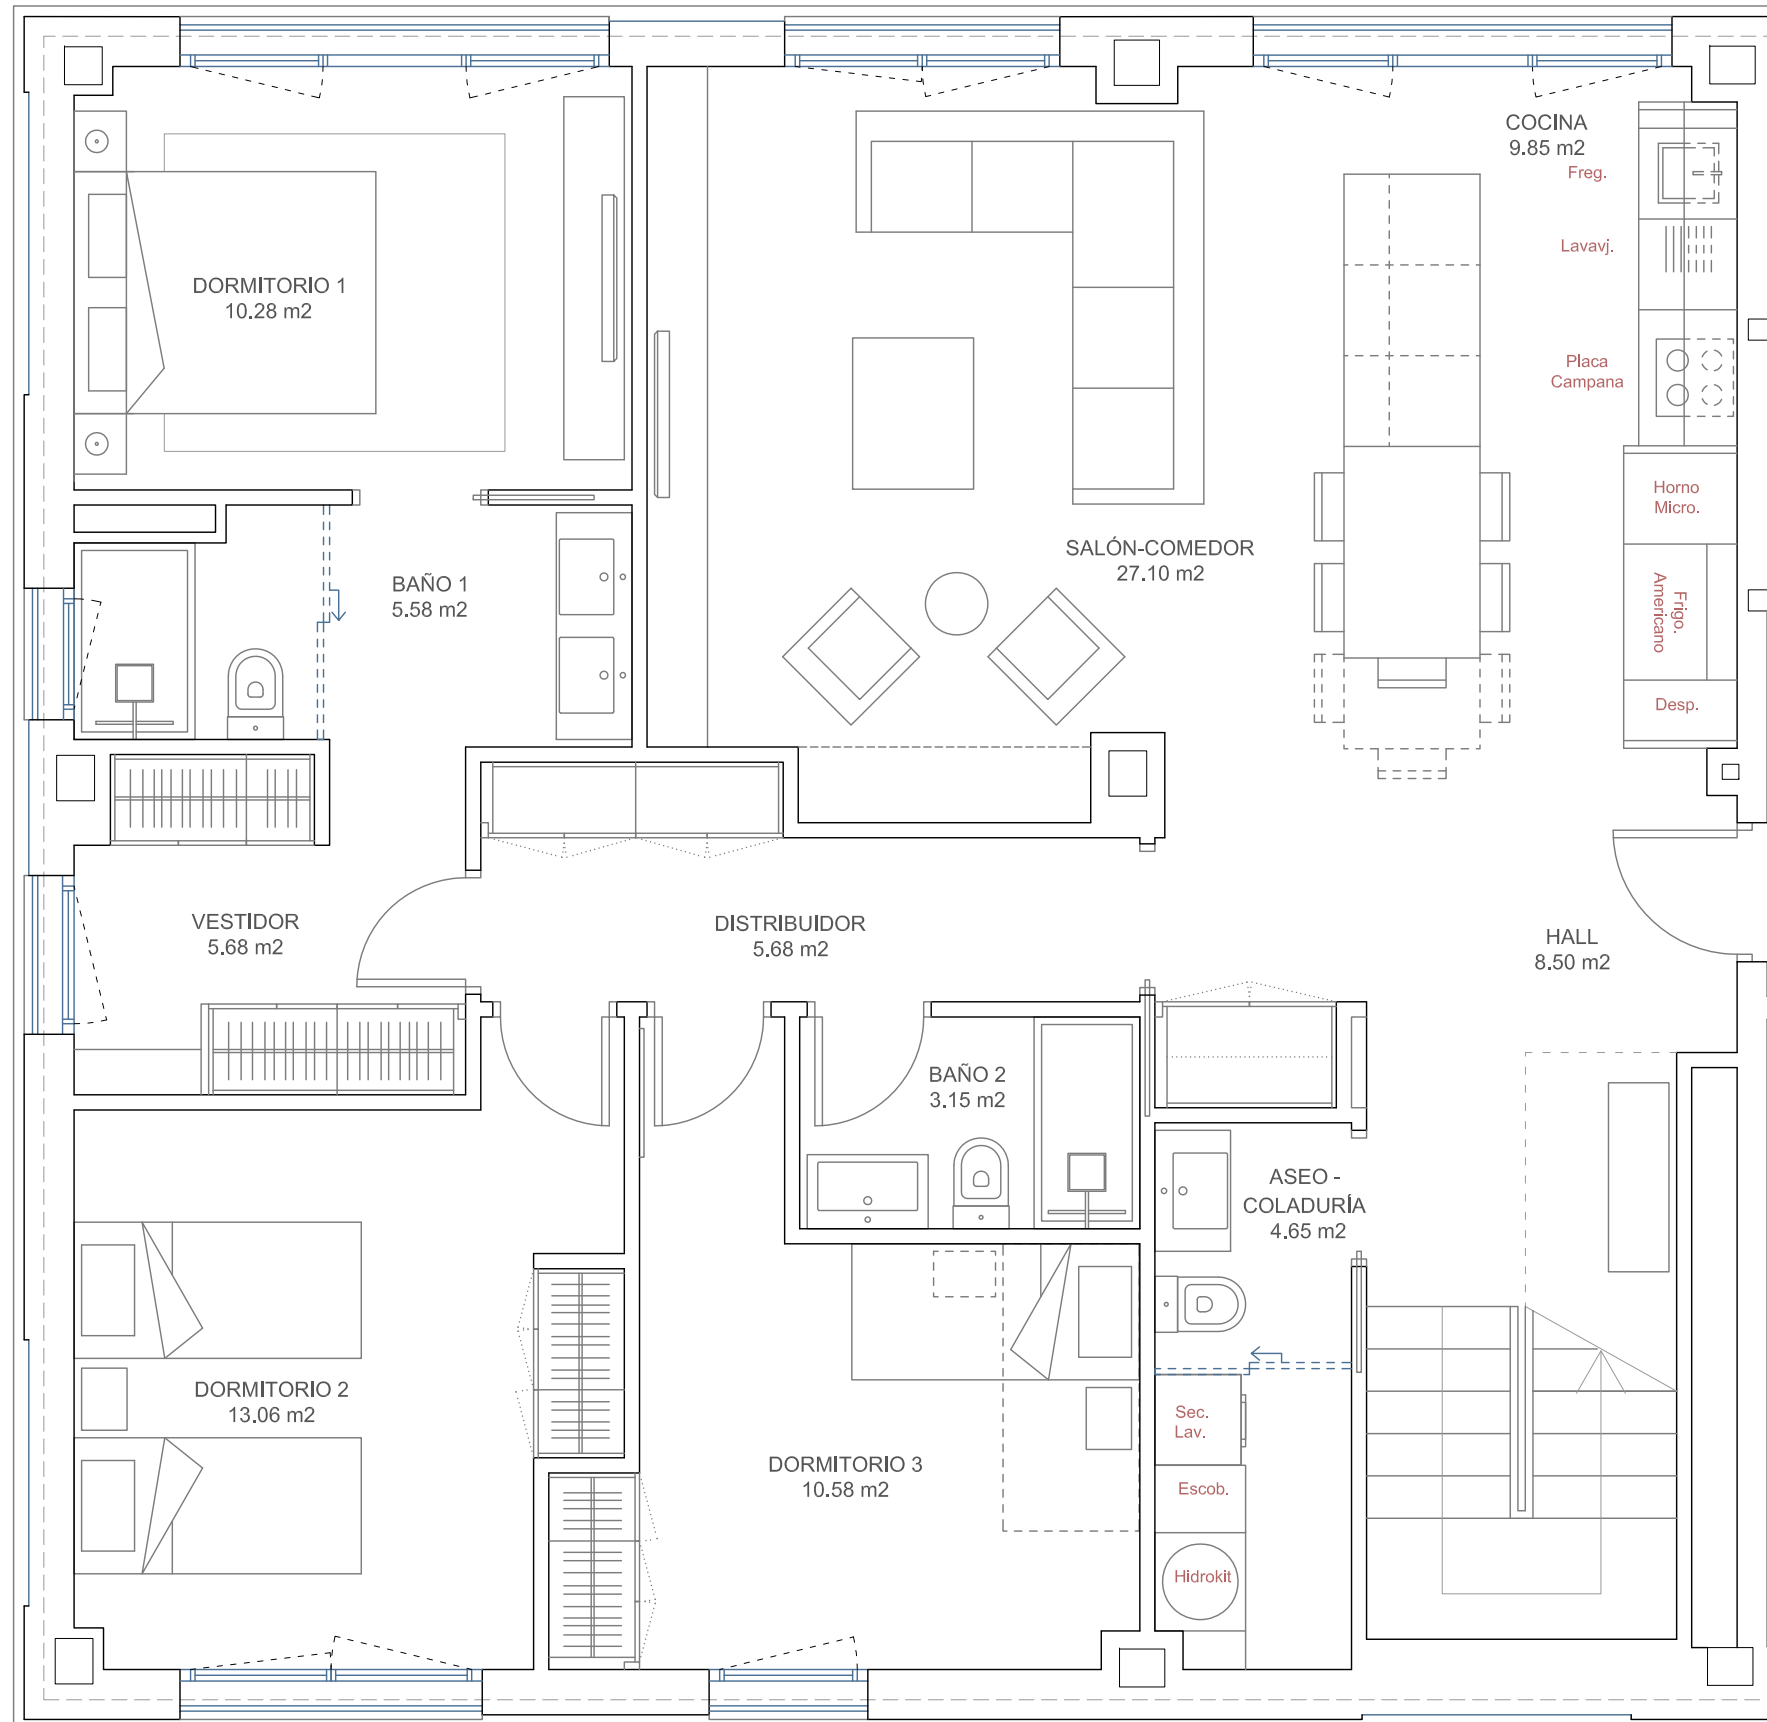 COCINA
9.85 m2
Freg.
Lavavj.
DORMITORIO 1
10.28 m2
Placa
Campana
Horno
Micro.
SALÓN-COMEDOR
27.10 m2
BAÑO 1
5.58 m2
Frigo.
Americano
Desp.
VESTIDOR
5.68 m2
DISTRIBUIDOR
5.68 m2
HALL
8.50 m2
BAÑO 2
3.15 m2
ASEO -
COLADURÍA
4.65 m2
DORMITORIO 2
13.06 m2
Sec.
Lav.
DORMITORIO 3
10.58 m2
Escob.
Hidrokit